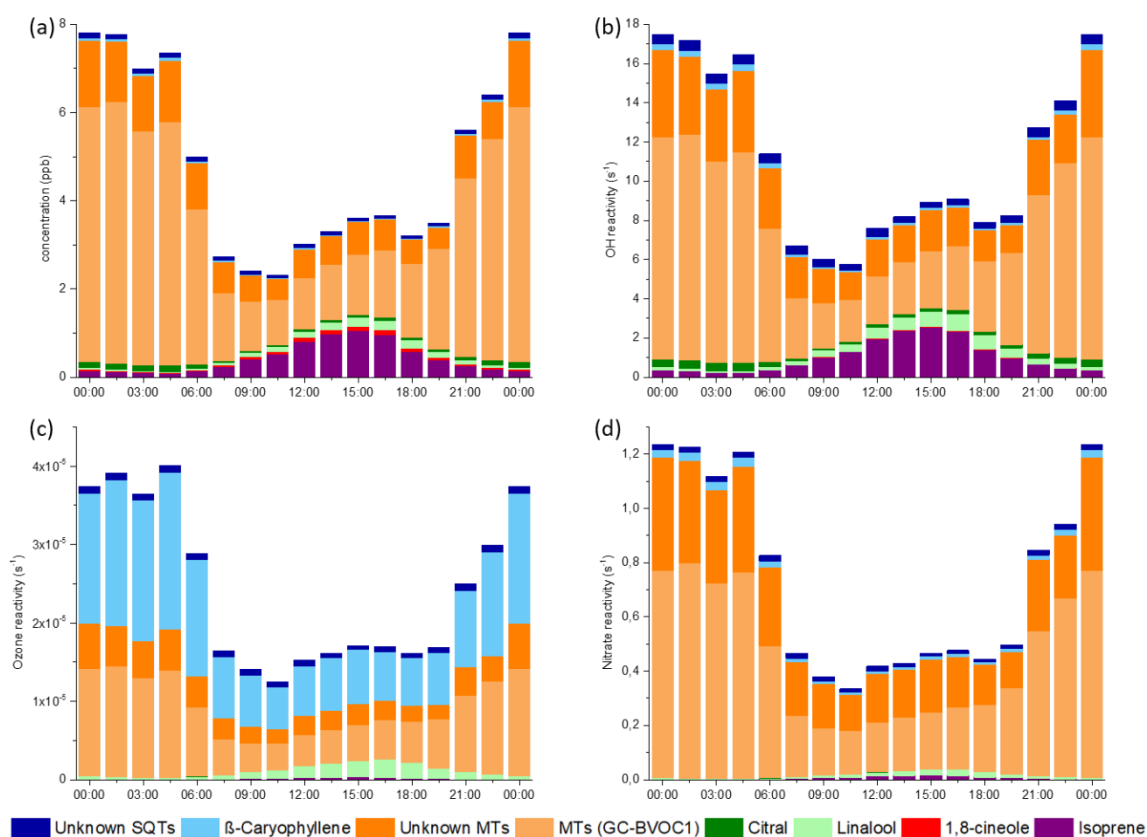 (a)
8
6
4
2
0
concentration (ppb)
00:00 03:00 06:00 09:00 12:00 15:00 18:00 21:00 00:00
(b)
18
16
14
12
10
8
6
4
2
0
OH reactivity (s-1)
00:00 03:00 06:00 09:00 12:00 15:00 18:00 21:00 00:00
(c)
4x10-5
3x10-5
2x10-5
1x10-5
0
Ozone reactivity (s-1)
00:00 03:00 06:00 09:00 12:00 15:00 18:00 21:00 00:00
(d)
1,2
1,0
0,8
0,6
0,4
0,2
0,0
Nitrate reactivity (s-1)
00:00 03:00 06:00 09:00 12:00 15:00 18:00 21:00 00:00
Unknown SQTs ß-Caryophyllene Unknown MTs MTs (GC-BVOC1) Citral Linalool 1,8-cineole Isoprene